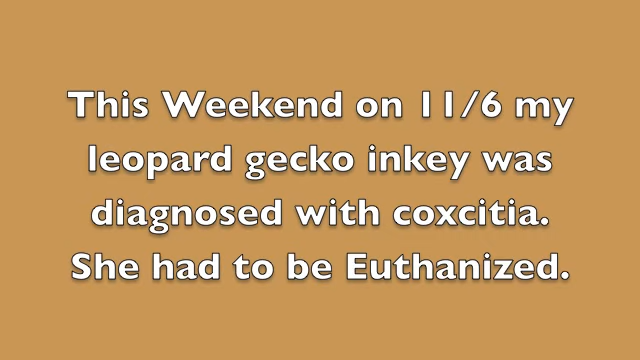 This Weekend on 11/6 my
leopard gecko inkey was
diagnosed with coxcitia.
She had to be Euthanized.